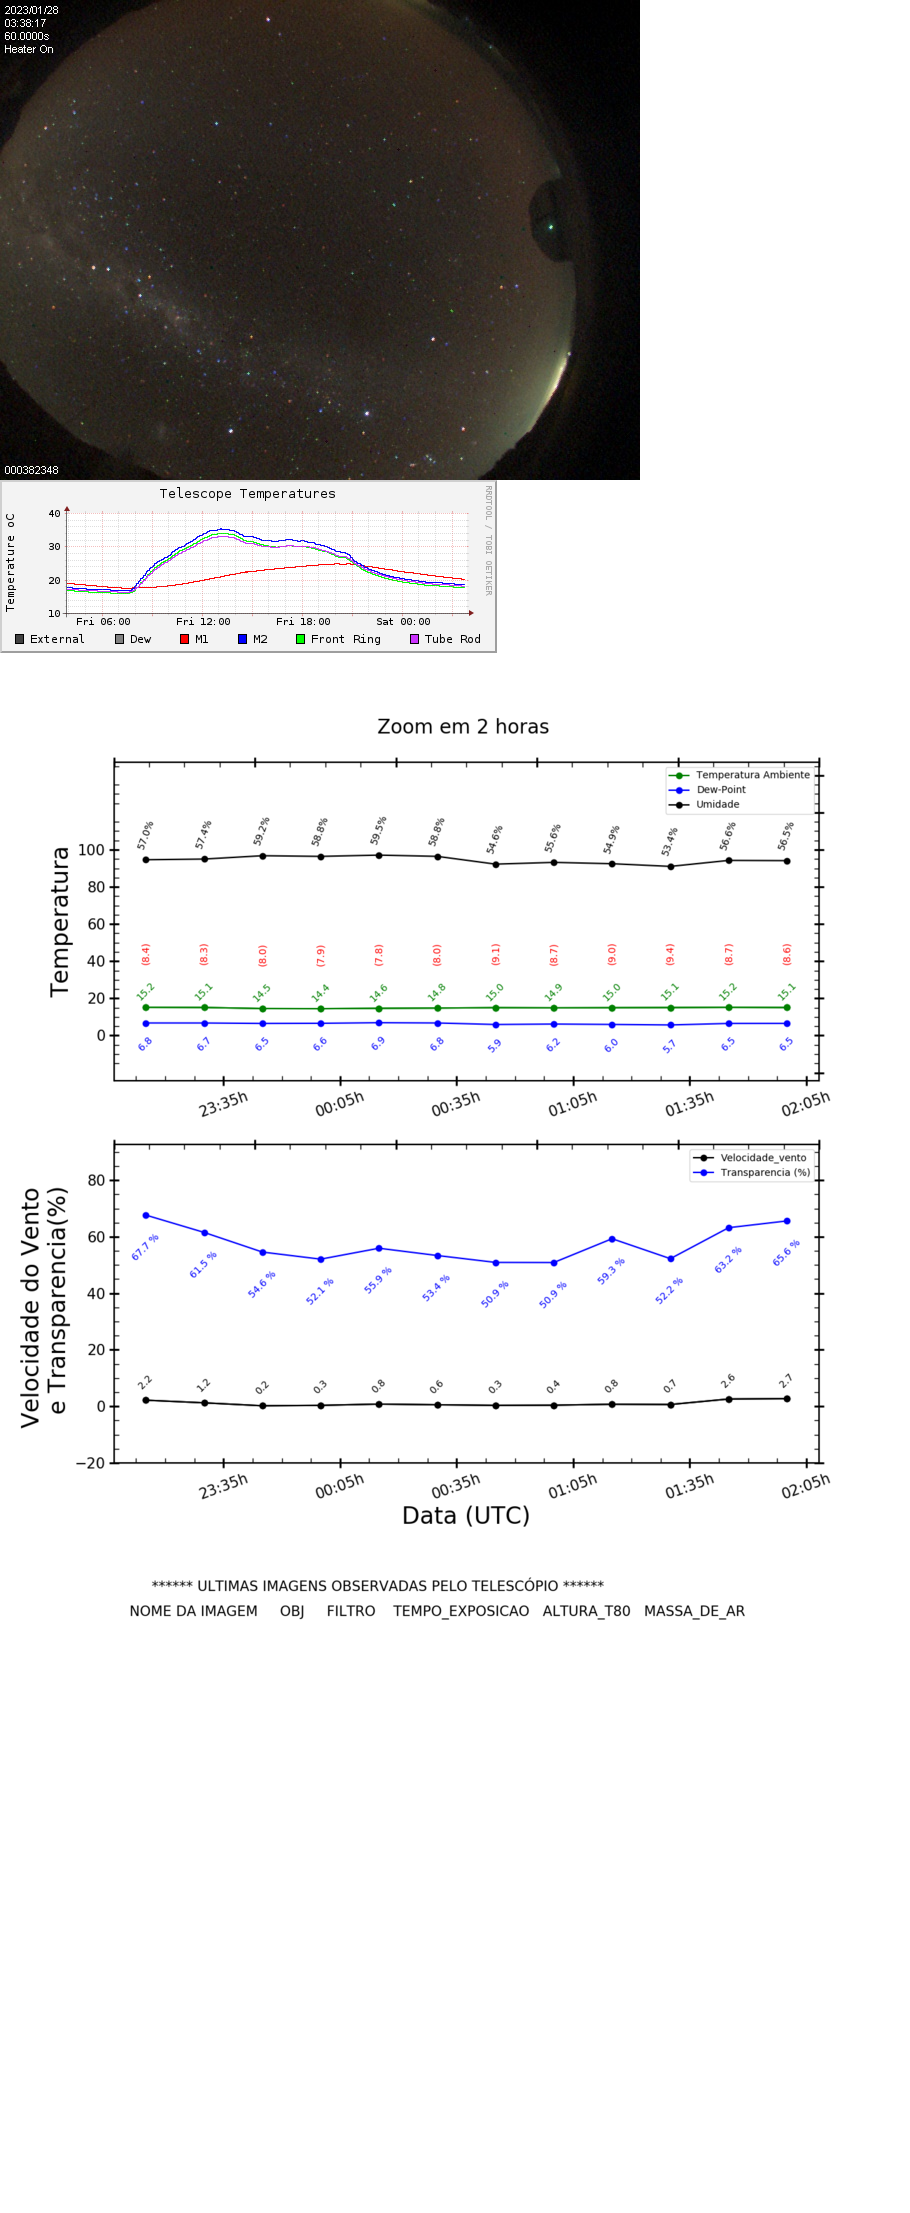 2023/01/28
03:38:17
60.0000s
Heater On
000382348
Telescope Temperatures
RRDTOOL / TOBI OETIKER
Temperature oC
40
30
20
10
Fri 06:00 Fri 12:00 Fri 18:00 Sat 00:00
External Dew M1 M2 Front Ring Tube Rod
Zoom em 2 horas
Temperatura Ambiente
Dew-Point
Umidade
Temperatura
57.0% 57.4% 59.2% 58.8% 59.5% 58.8% 54.6% 55.6% 54.9% 53.4% 56.6% 56.5%
100
80
60
40
20
0
(8.4) (8.3) (8.0) (7.9) (7.8) (8.0) (9.1) (8.7) (9.0) (9.4) (8.7) (8.6)
15.2 15.1 14.5 14.4 14.6 14.8 15.0 14.9 15.0 15.1 15.2 15.1
6.8 6.7 6.5 6.6 6.9 6.8 5.9 6.2 6.0 5.7 6.5 6.5
23:35h 00:05h 00:35h 01:05h 01:35h 02:05h
Velocidade_vento
Transparencia (%)
Velocidade do Vento
e Transparencia(%)
80
60
40
20
0
−20
67.7 % 61.5 % 54.6 % 52.1 % 55.9 % 53.4 % 50.9 % 50.9 % 59.3 % 52.2 % 63.2 % 65.6 %
2.2 1.2 0.2 0.3 0.8 0.6 0.3 0.4 0.8 0.7 2.6 2.7
23:35h 00:05h 00:35h 01:05h 01:35h 02:05h
Data (UTC)
****** ULTIMAS IMAGENS OBSERVADAS PELO TELESCÓPIO ******
NOME DA IMAGEM OBJ FILTRO TEMPO_EXPOSICAO ALTURA_T80 MASSA_DE_AR